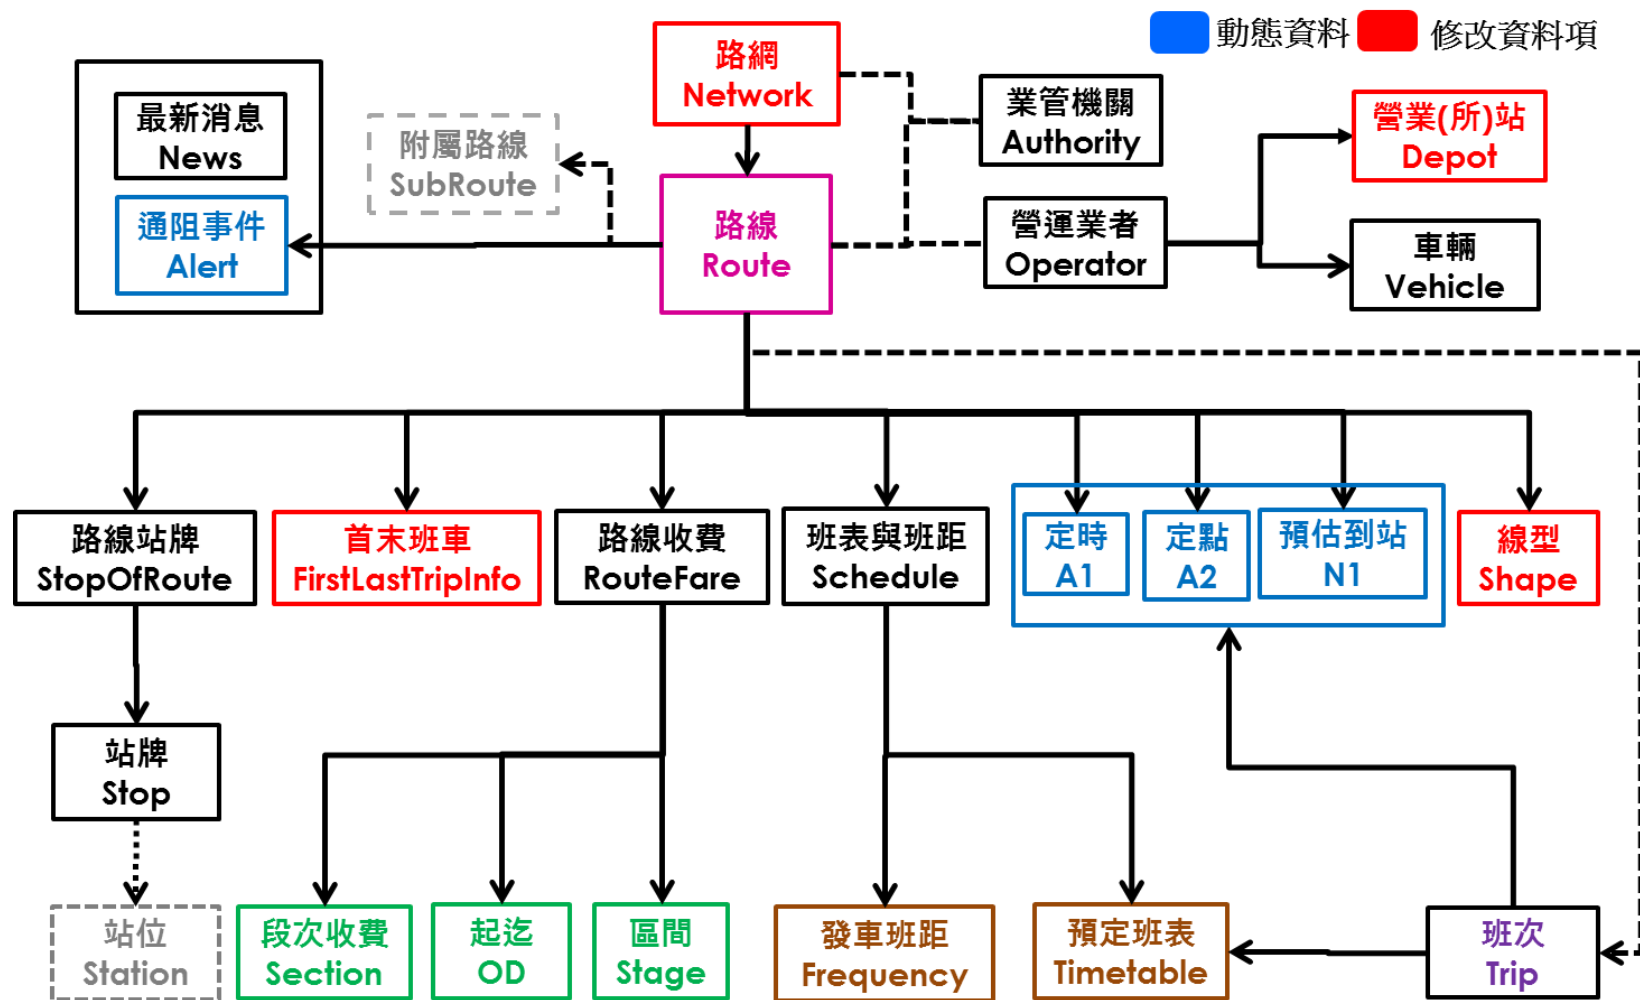 動態資料
修改資料項
路網
Network
業管機關
Authority
營業(所)站
Depot
最新消息
News
附屬路線
SubRoute
通阻事件
Alert
路線
Route
營運業者
Operator
車輛
Vehicle
路線站牌
StopOfRoute
首末班車
FirstLastTripInfo
路線收費
RouteFare
班表與班距
Schedule
定時
A1
定點
A2
預估到站
N1
線型
Shape
站牌
Stop
站位
Station
段次收費
Section
起迄
OD
區間
Stage
發車班距
Frequency
預定班表
Timetable
班次
Trip